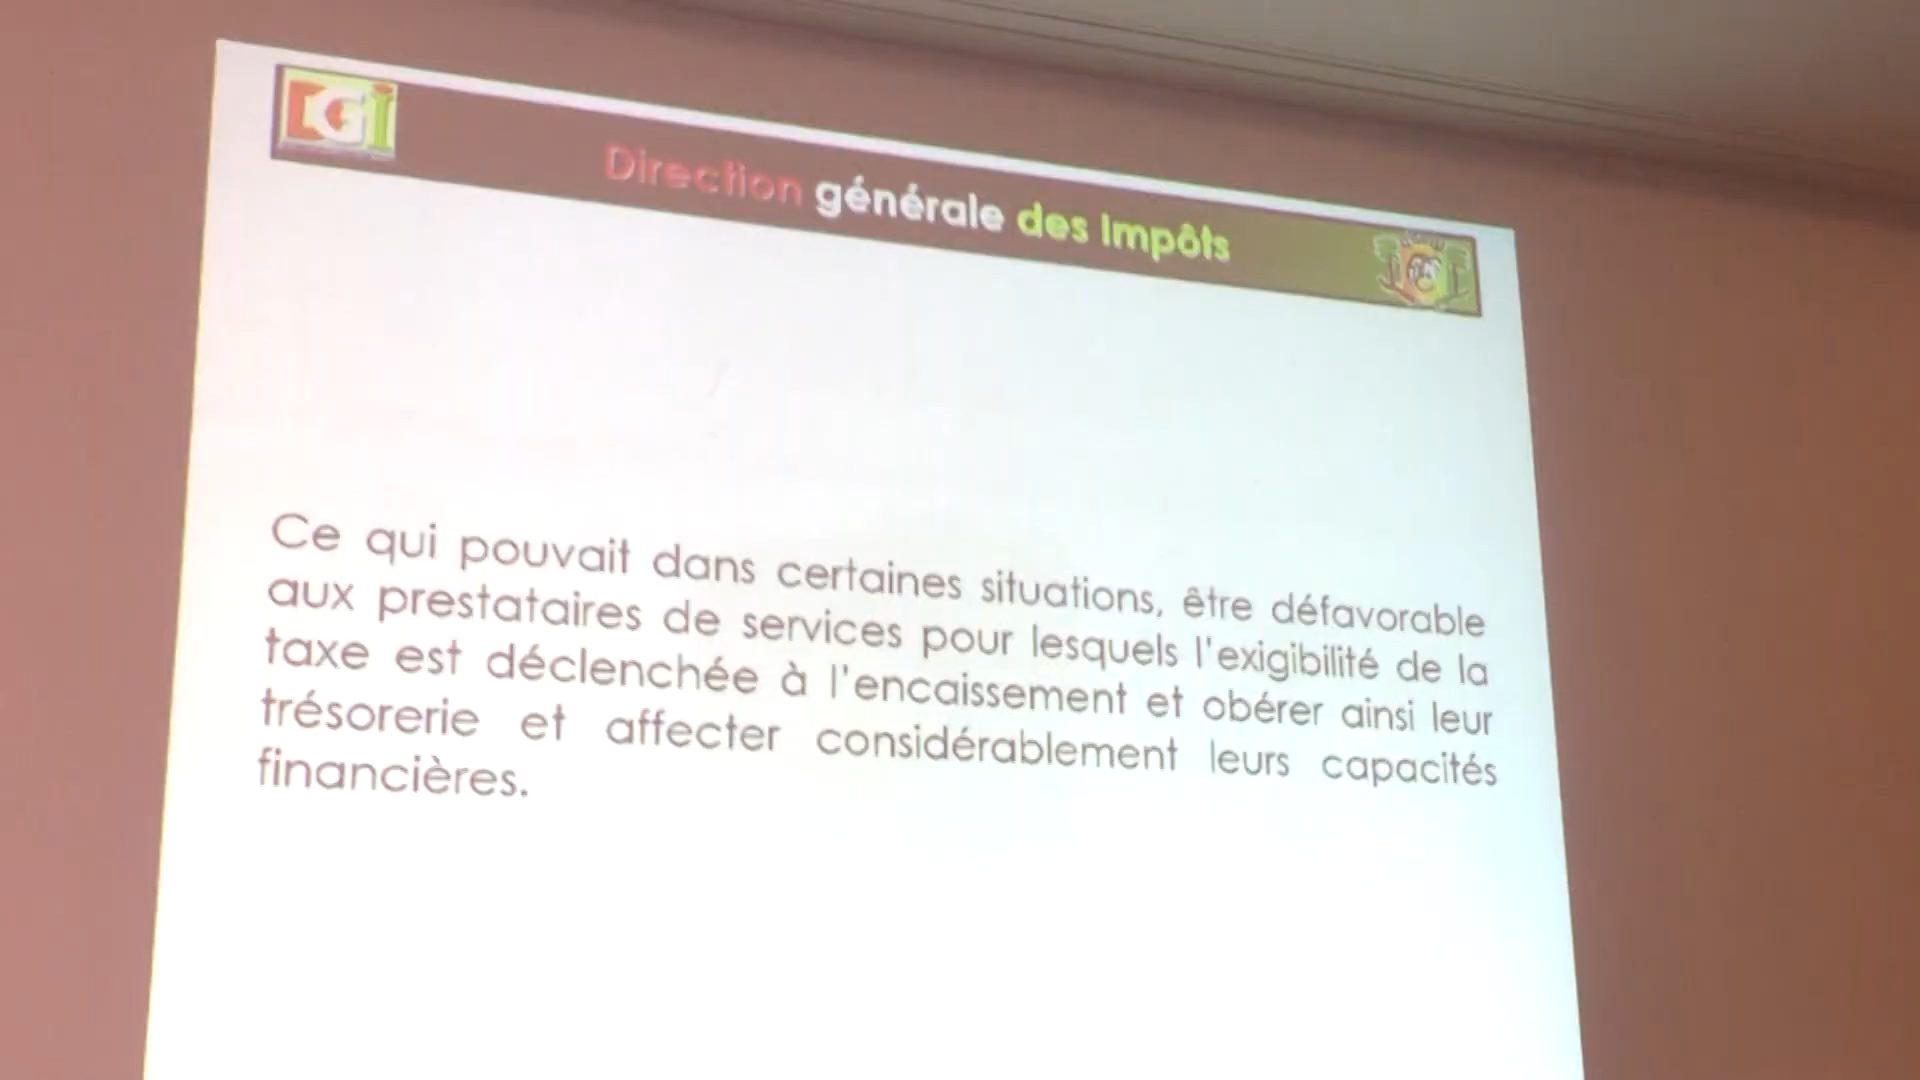 DGI
Direction générale des Impôts
Ce qui pouvait dans certaines situations, être défavorable
aux prestataires de services pour lesquels l'exigibilité de la
taxe est déclenchée à l'encaissement et obérer ainsi leur
trésorerie et affecter considérablement leurs capacités
financières.